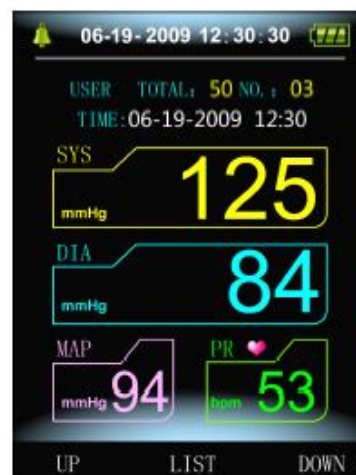 06-19-2009 12:30:30
USER TOTAL: 50 NO.: 03
TIME:06-19-2009 12:30
SYS
mmHg 125
DIA
mmHg 84
MAP
mmHg 94
PR
bpm 53
UP LIST DOWN